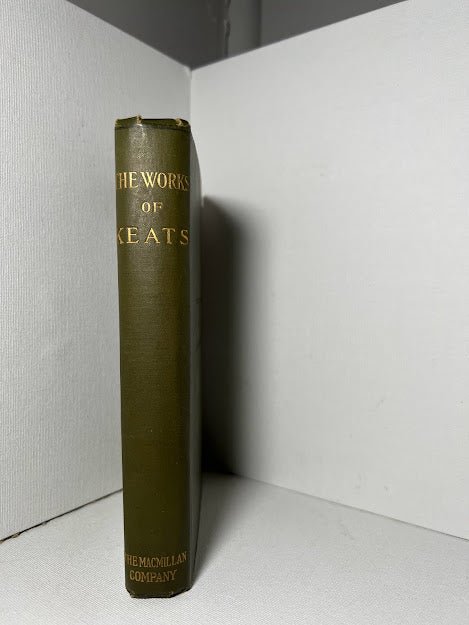 THE WORKS
OF
KEATS
THE MACMILLAN
COMPANY